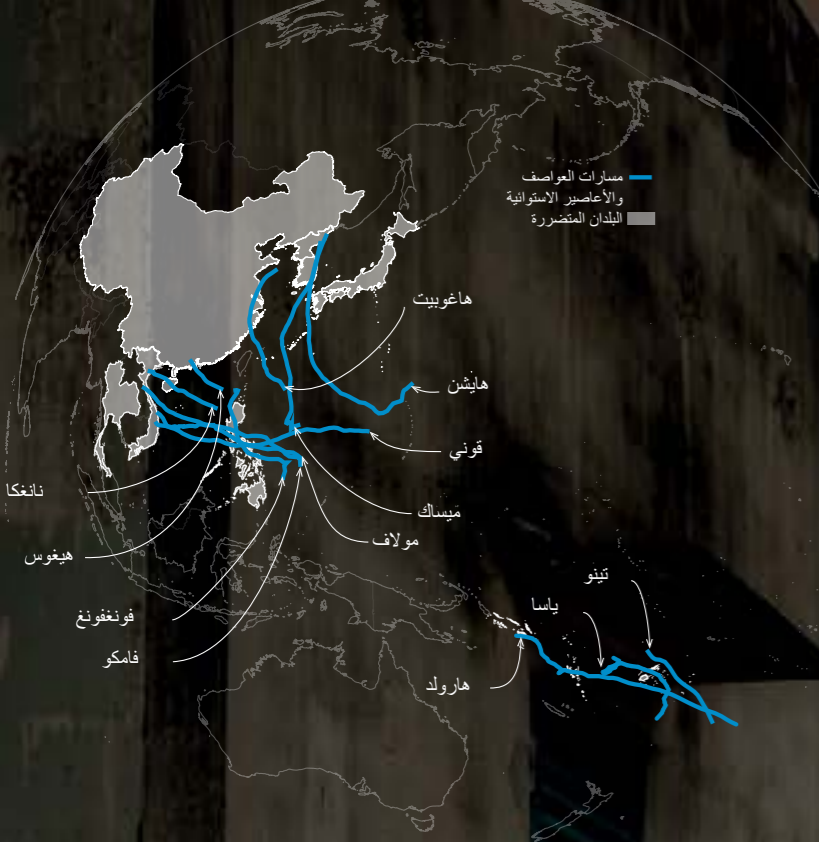 مسارات العواصف
والأعاصير الاستوائية
البلدان المتضررة
هاغوبيت
هايشن
قوني
نانغكا
ميساك
مولاف
هيغوس
تينو
ياسا
فونغفونغ
فامكو
هارولد